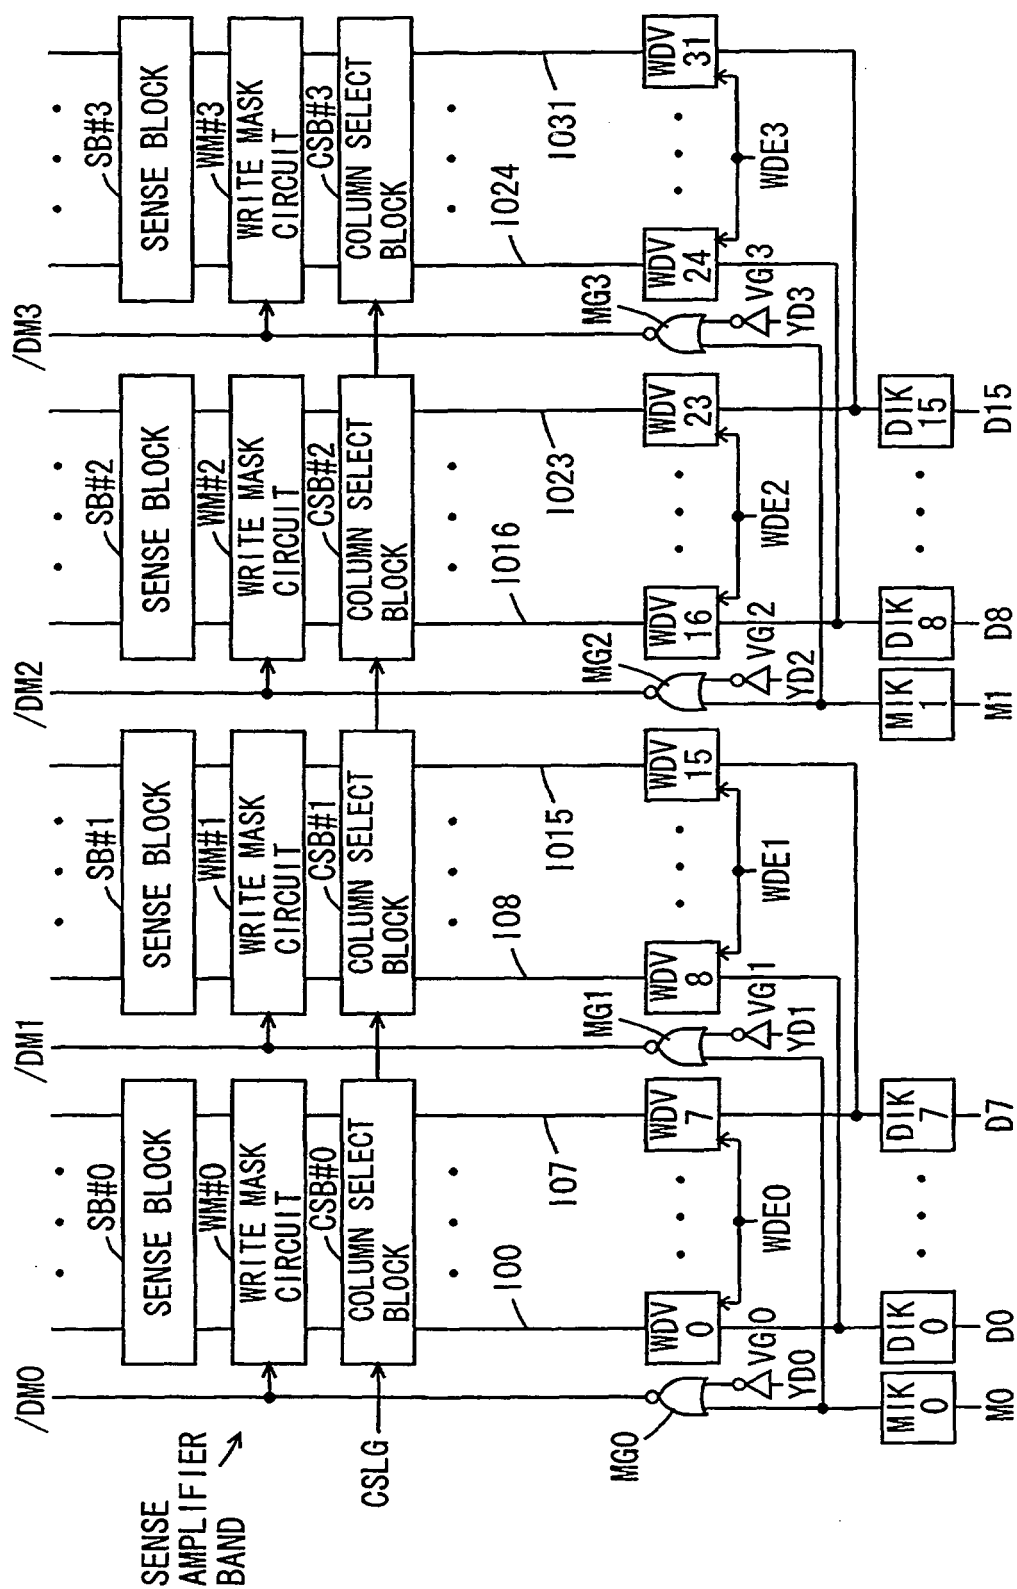 SENSE
AMPLIFIER
BAND
/DM0
/DM1
/DM2
/DM3
SB#0
SB#1
SB#2
SB#3
SENSE BLOCK
SENSE BLOCK
SENSE BLOCK
SENSE BLOCK
WM#0
WM#1
WM#2
WM#3
WRITE MASK
CIRCUIT
WRITE MASK
CIRCUIT
WRITE MASK
CIRCUIT
WRITE MASK
CIRCUIT
CSB#0
CSB#1
CSB#2
CSB#3
CSLG
COLUMN SELECT
BLOCK
COLUMN SELECT
BLOCK
COLUMN SELECT
BLOCK
COLUMN SELECT
BLOCK
IO0
IO7
IO8
IO15
IO16
IO23
IO24
IO31
MG0
MG1
MG2
MG3
WDV
0
WDV
7
WDV
8
WDV
15
WDV
16
WDV
23
WDV
24
WDV
31
VG0
VG1
VG2
VG3
YD0
YD1
YD2
YD3
WDE0
WDE1
WDE2
WDE3
MIK
0
DIK
0
DIK
7
MIK
1
DIK
8
DIK
15
M0
D0
D7
M1
D8
D15